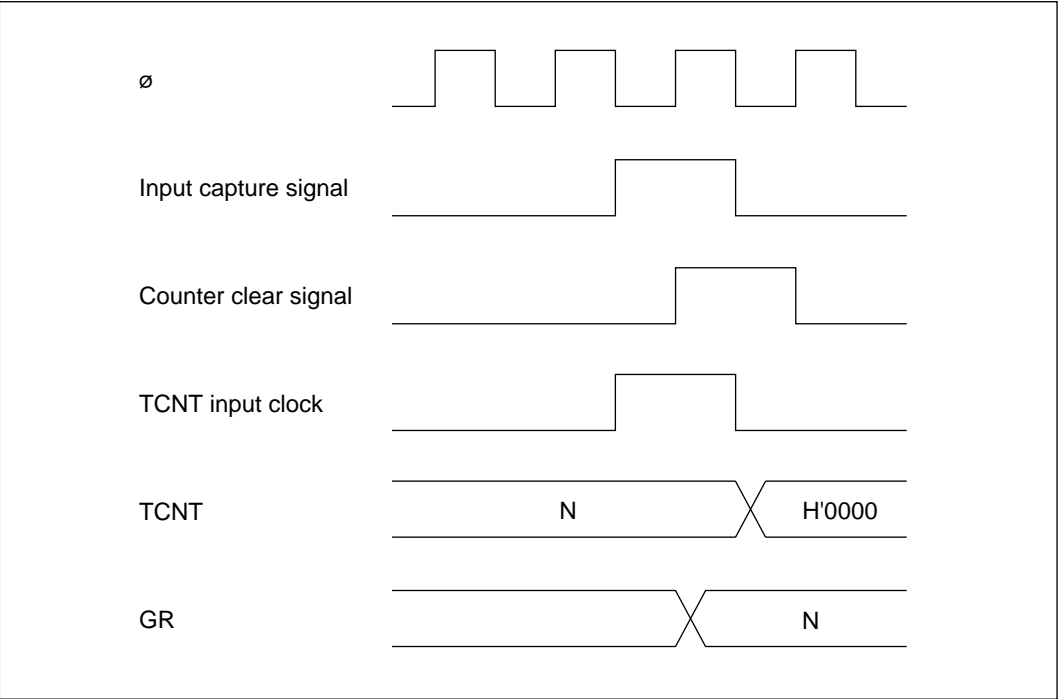 ø
Input capture signal
Counter clear signal
TCNT input clock
TCNT
N
H'0000
GR
N